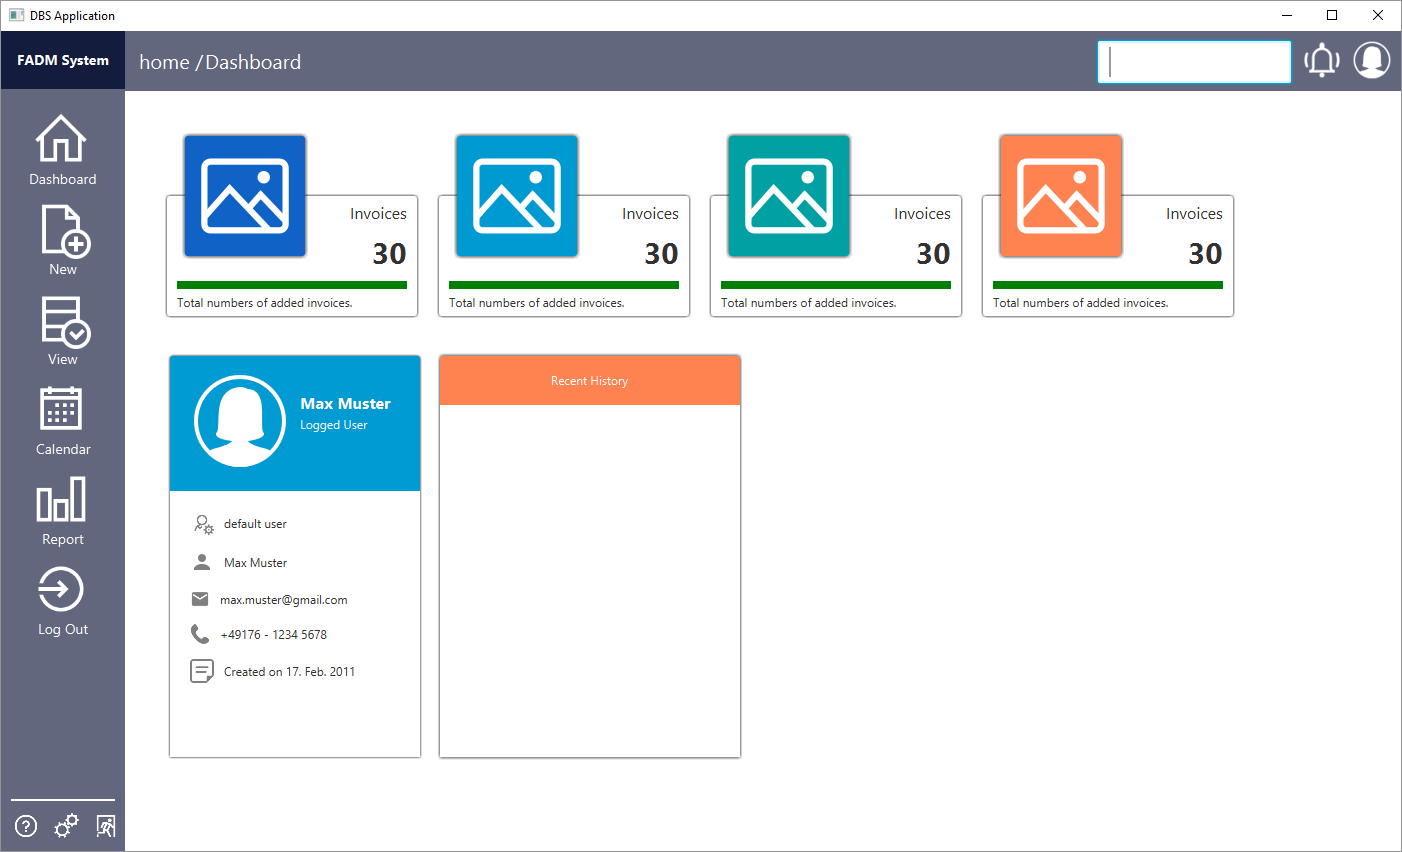 DBS Application
FADM System
home /Dashboard
Dashboard
New
View
Calendar
Report
Log Out
Invoices
30
Total numbers of added invoices.
Invoices
30
Total numbers of added invoices.
Invoices
30
Total numbers of added invoices.
Invoices
30
Total numbers of added invoices.
Max Muster
Logged User
default user
Max Muster
max.muster@gmail.com
+49176 - 1234 5678
Created on 17. Feb. 2011
Recent History